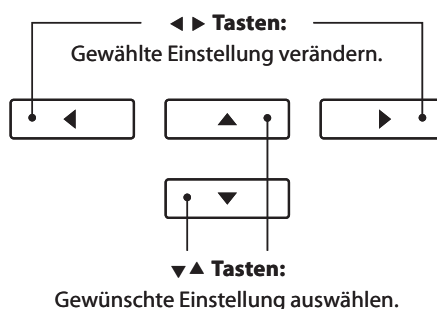 ◀ ▶ Tasten:
Gewählte Einstellung verändern.
◀ ▲ ▶
▼
▼▲ Tasten:
Gewünschte Einstellung auswählen.